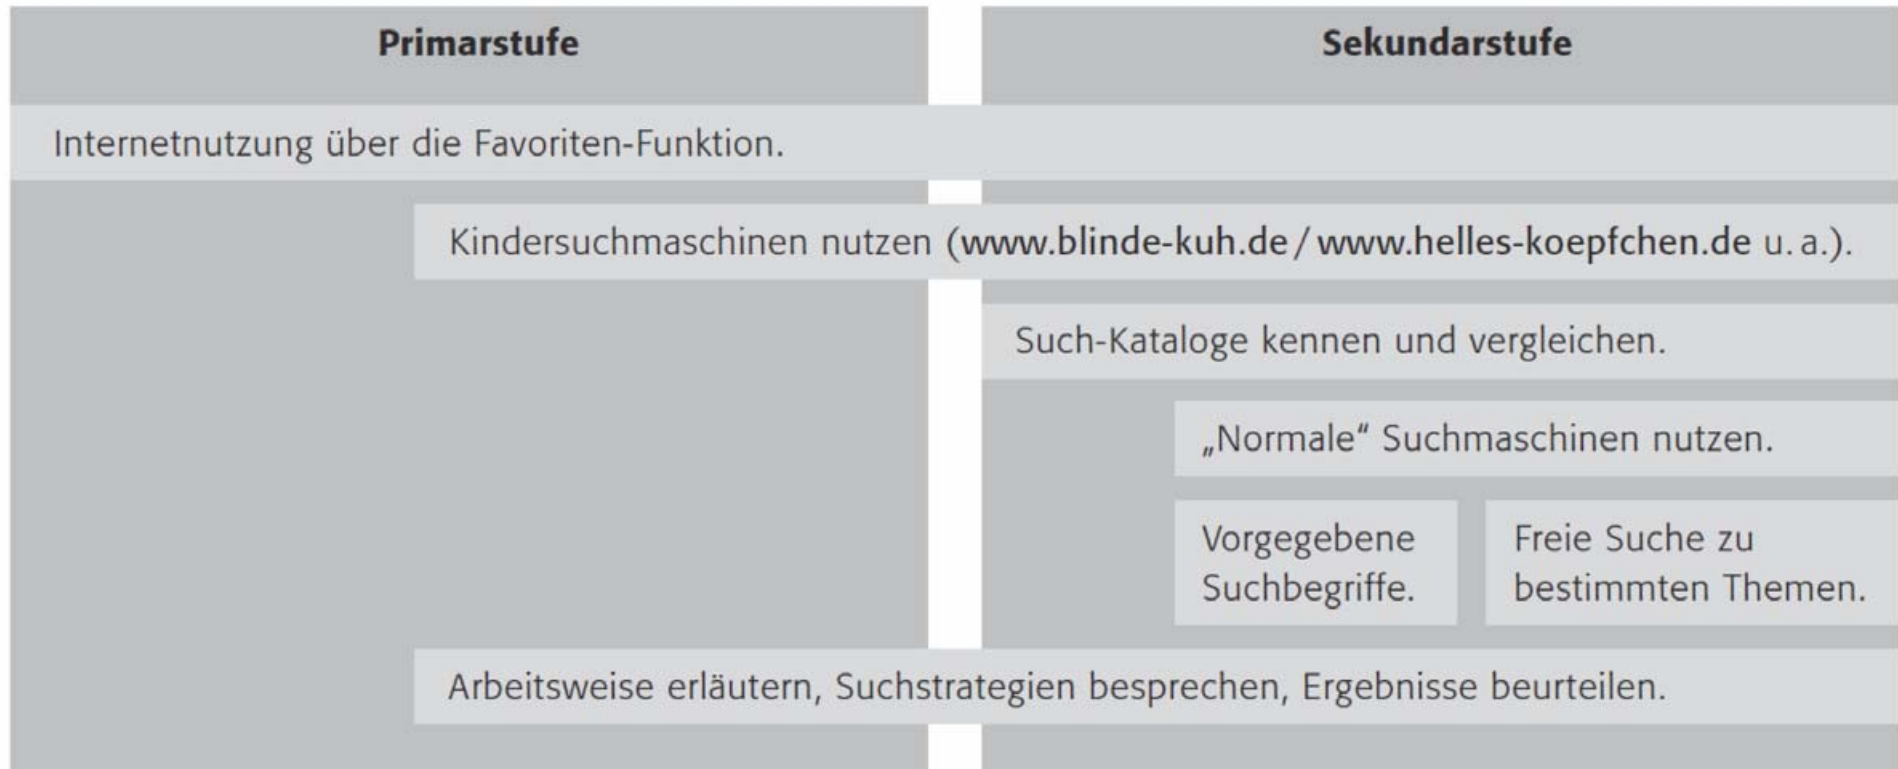 Primarstufe
Sekundarstufe
Internetnutzung über die Favoriten-Funktion.
Kindersuchmaschinen nutzen (www.blinde-kuh.de / www.helles-koepfchen.de u. a.).
Such-Kataloge kennen und vergleichen.
„Normale“ Suchmaschinen nutzen.
Vorgegebene
Suchbegriffe.
Freie Suche zu
bestimmten Themen.
Arbeitsweise erläutern, Suchstrategien besprechen, Ergebnisse beurteilen.